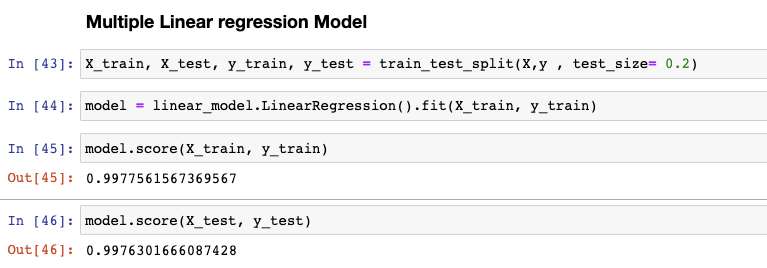 Multiple Linear regression Model
In [43]: X_train, X_test, y_train, y_test = train_test_split(X,y , test_size= 0.2)
In [44]: model = linear_model.LinearRegression().fit(X_train, y_train)
In [45]: model.score(X_train, y_train)
Out[45]: 0.9977561567369567
In [46]: model.score(X_test, y_test)
Out[46]: 0.9976301666087428